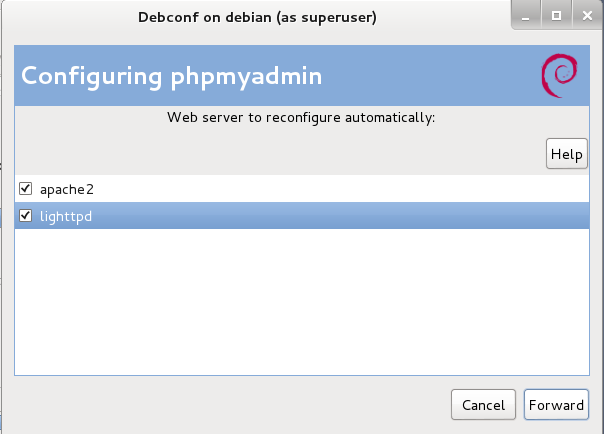 Debconf on debian (as superuser)
Configuring phpmyadmin
Web server to reconfigure automatically:
Help
apache2
lighttpd
Cancel
Forward